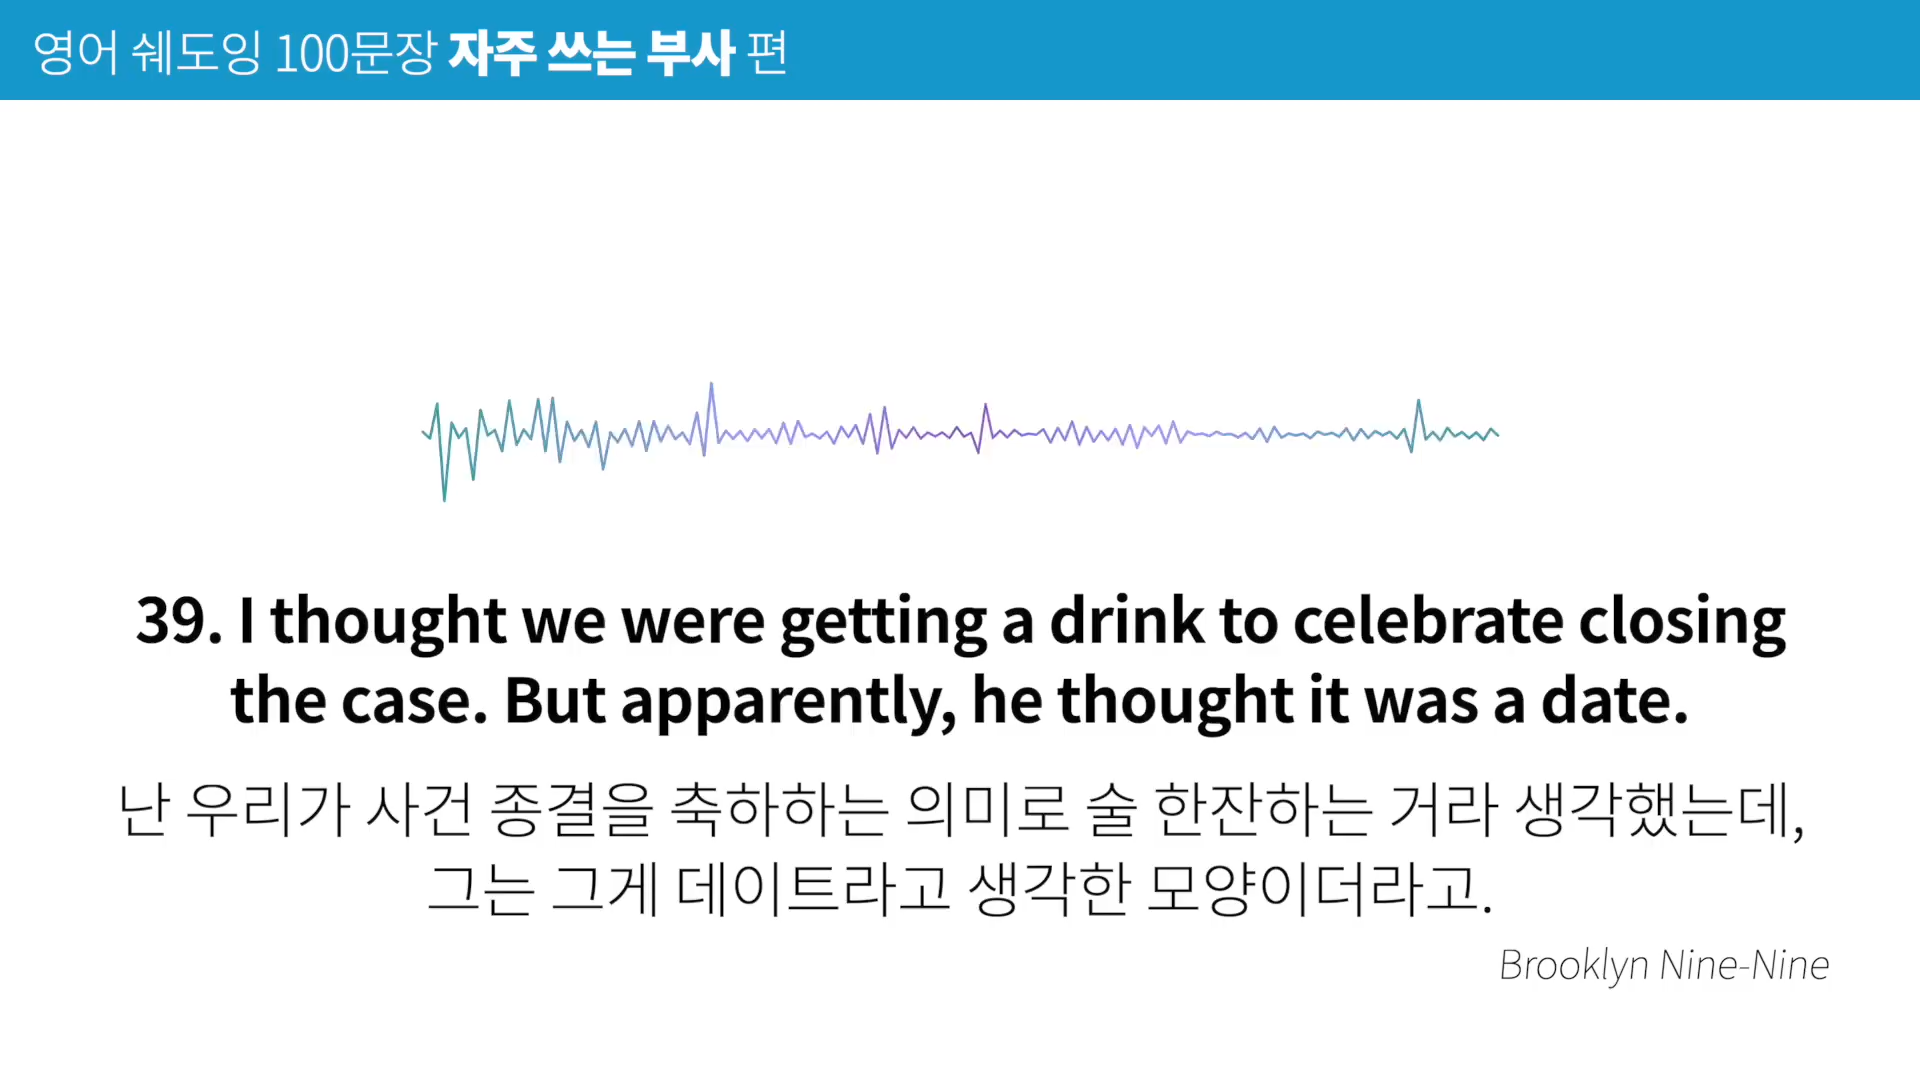 영어 쉐도잉 100문장 자주 쓰는 부사 편
39. I thought we were getting a drink to celebrate closing
the case. But apparently, he thought it was a date.
난 우리가 사건 종결을 축하하는 의미로 술 한잔하는 거라 생각했는데,
그는 그게 데이트라고 생각한 모양이더라고.
Brooklyn Nine-Nine